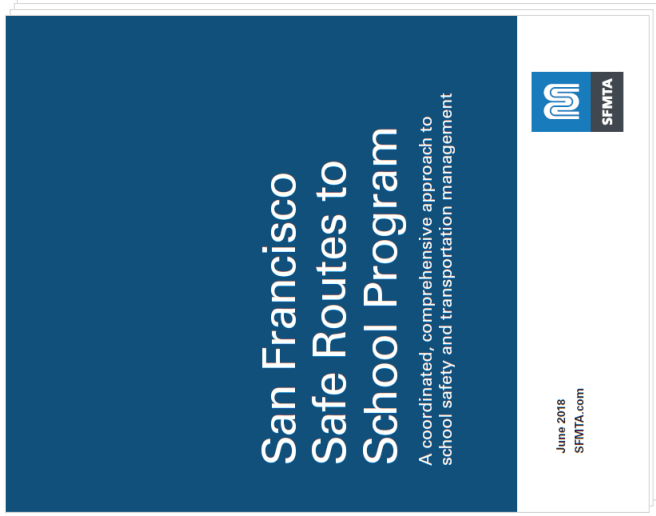 San Francisco
Safe Routes to
School Program
A coordinated, comprehensive approach to
school safety and transportation management
June 2018
SFMTA.com
SFMTA